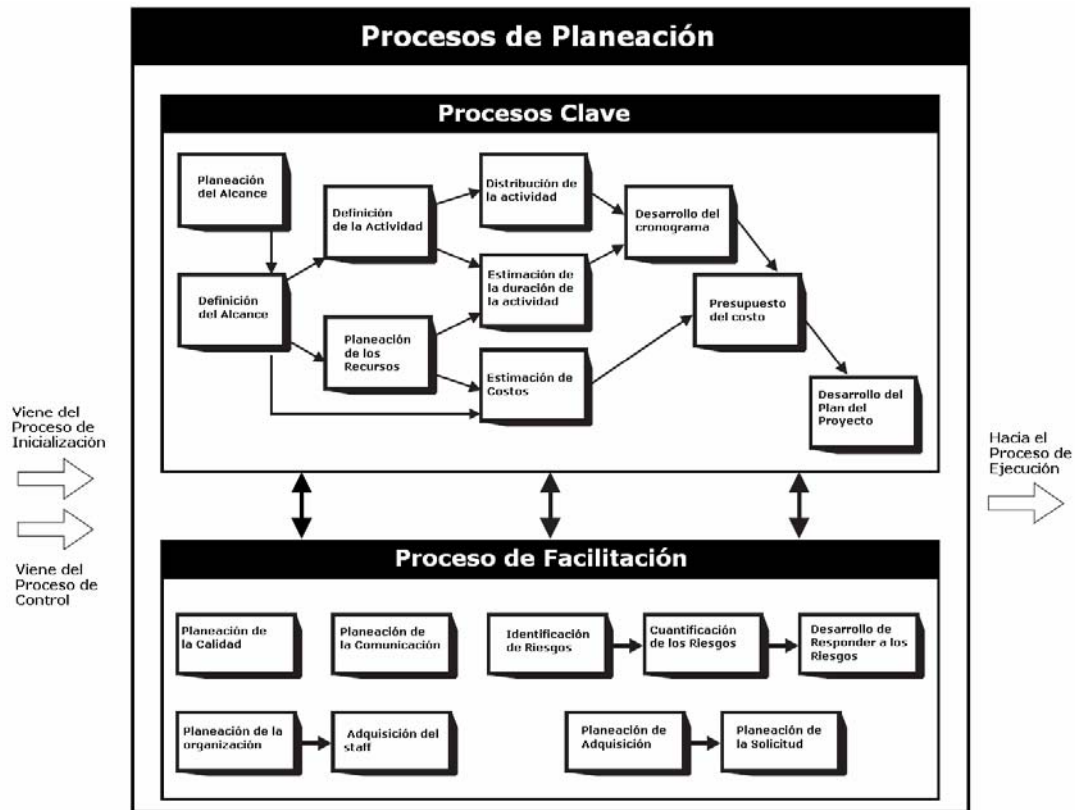 Procesos de Planeación
Procesos Clave
Planeación
del Alcance
Definición
de la Actividad
Distribución de
la actividad
Desarrollo del
cronograma
Definición
del Alcance
Estimación de
la duración de
la actividad
Presupuesto
del costo
Planeación
de los
Recursos
Estimación de
Costos
Desarrollo del
Plan del
Proyecto
Viene del
Proceso de
Inicialización
Viene del
Proceso de
Control
Hacia el
Proceso de
Ejecución
Proceso de Facilitación
Planeación de
la Calidad
Planeación de
la Comunicación
Identificación
de Riesgos
Cuantificación
de los Riesgos
Desarrollo de
Responder a los
Riesgos
Planeación de la
organización
Adquisición del
staff
Planeación de
Adquisición
Planeación de
la Solicitud